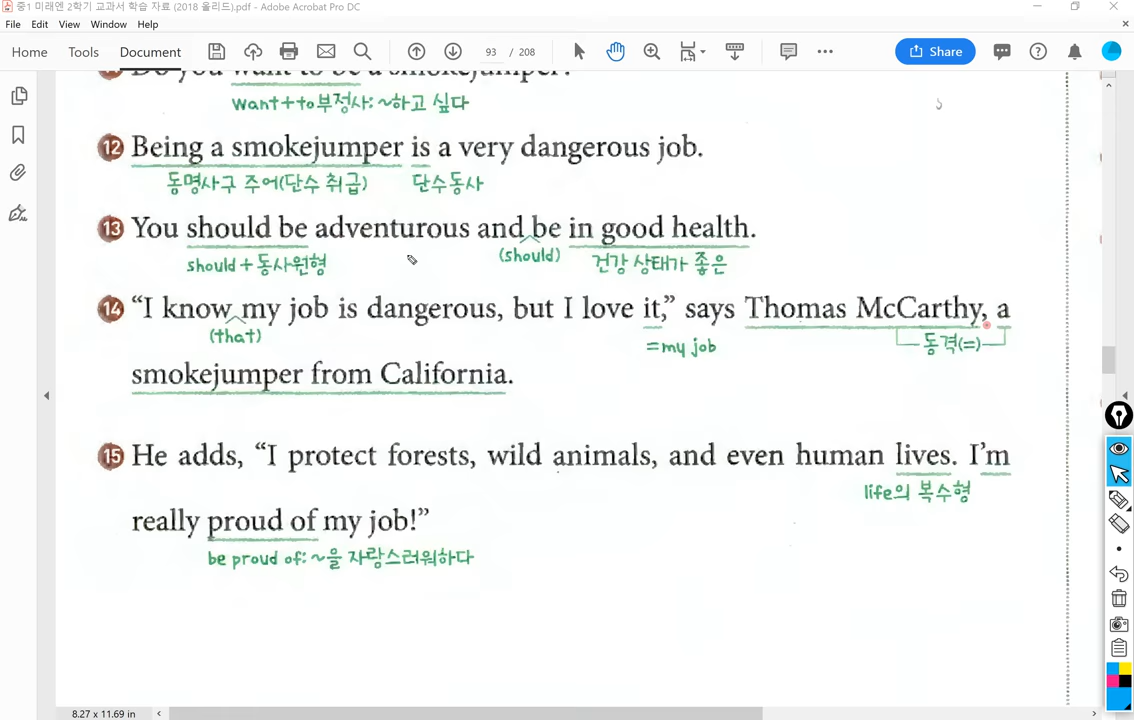 중1 미래엔 2학기 교과서 학습 자료 (2018 올리드).pdf - Adobe Acrobat Pro DC
File Edit View Window Help
Home Tools Document 93 / 208 Share
Do you want to be a smokejumper?
want+to부정사: ~하고 싶다
12 Being a smokejumper is a very dangerous job.
동명사구 주어(단수 취급) 단수동사
13 You should be adventurous and be in good health.
should+동사원형 (should) 건강 상태가 좋은
14 “I know my job is dangerous, but I love it,” says Thomas McCarthy, a
(that) =my job 동격(=)
smokejumper from California.
15 He adds, “I protect forests, wild animals, and even human lives. I’m
life의 복수형
really proud of my job!”
be proud of: ~을 자랑스러워하다
8.27 x 11.69 in